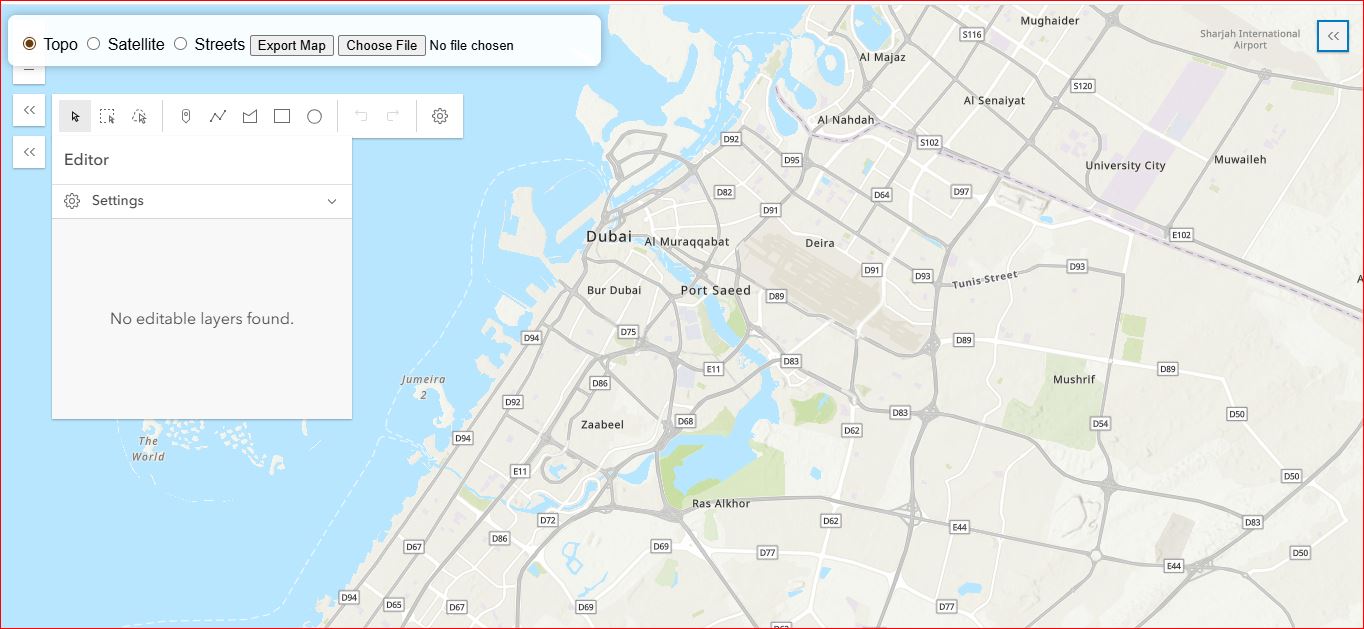 Topo Satellite Streets Export Map Choose File No file chosen
Editor
Settings
No editable layers found.
Mughaider
S116
Sharjah International
Airport
Al Majaz
S120
Al Senaiyat
Al Nahdah
D92
S102
D95
University City
Muwaileh
D82
D64
D97
D91
E102
Dubai
Al Muraqqabat
Deira
D91
D93
D93
Tunis Street
Bur Dubai
Port Saeed
D89
D94
D75
D89
D83
E11
D89
Jumeira
2
D86
Mushrif
D92
D83
D50
D68
D54
Zaabeel
D62
D94
The
World
E11
D50
Ras Alkhor
D72
D62
D83
E44
D86
D67
D69
D77
D50
E44
D94
D65
D67
D69
D77